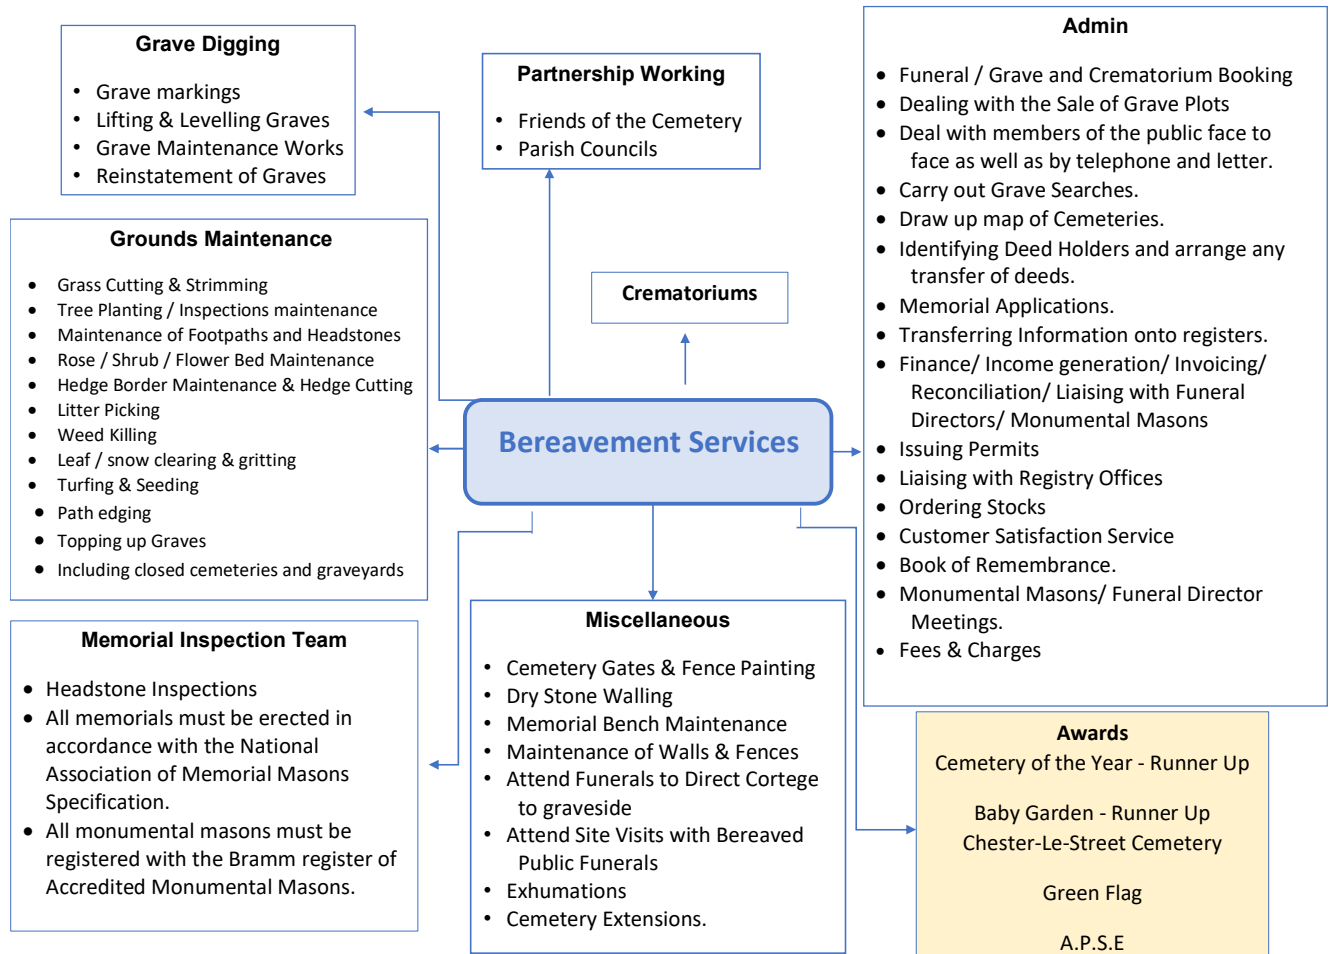 Grave Digging
• Grave markings
• Lifting & Levelling Graves
• Grave Maintenance Works
• Reinstatement of Graves
Partnership Working
• Friends of the Cemetery
• Parish Councils
Admin
• Funeral / Grave and Crematorium Booking
• Dealing with the Sale of Grave Plots
• Deal with members of the public face to
face as well as by telephone and letter.
• Carry out Grave Searches.
• Draw up map of Cemeteries.
• Identifying Deed Holders and arrange any
transfer of deeds.
• Memorial Applications.
• Transferring Information onto registers.
• Finance/ Income generation/ Invoicing/
Reconciliation/ Liaising with Funeral
Directors/ Monumental Masons
• Issuing Permits
• Liaising with Registry Offices
• Ordering Stocks
• Customer Satisfaction Service
• Book of Remembrance.
• Monumental Masons/ Funeral Director
Meetings.
• Fees & Charges
Grounds Maintenance
• Grass Cutting & Strimming
• Tree Planting / Inspections maintenance
• Maintenance of Footpaths and Headstones
• Rose / Shrub / Flower Bed Maintenance
• Hedge Border Maintenance & Hedge Cutting
• Litter Picking
• Weed Killing
• Leaf / snow clearing & gritting
• Turfing & Seeding
• Path edging
• Topping up Graves
• Including closed cemeteries and graveyards
Crematoriums
Bereavement Services
Memorial Inspection Team
• Headstone Inspections
• All memorials must be erected in
accordance with the National
Association of Memorial Masons
Specification.
• All monumental masons must be
registered with the Bramm register of
Accredited Monumental Masons.
Miscellaneous
• Cemetery Gates & Fence Painting
• Dry Stone Walling
• Memorial Bench Maintenance
• Maintenance of Walls & Fences
• Attend Funerals to Direct Cortege
to graveside
• Attend Site Visits with Bereaved
Public Funerals
• Exhumations
• Cemetery Extensions.
Awards
Cemetery of the Year - Runner Up
Baby Garden - Runner Up
Chester-Le-Street Cemetery
Green Flag
A.P.S.E